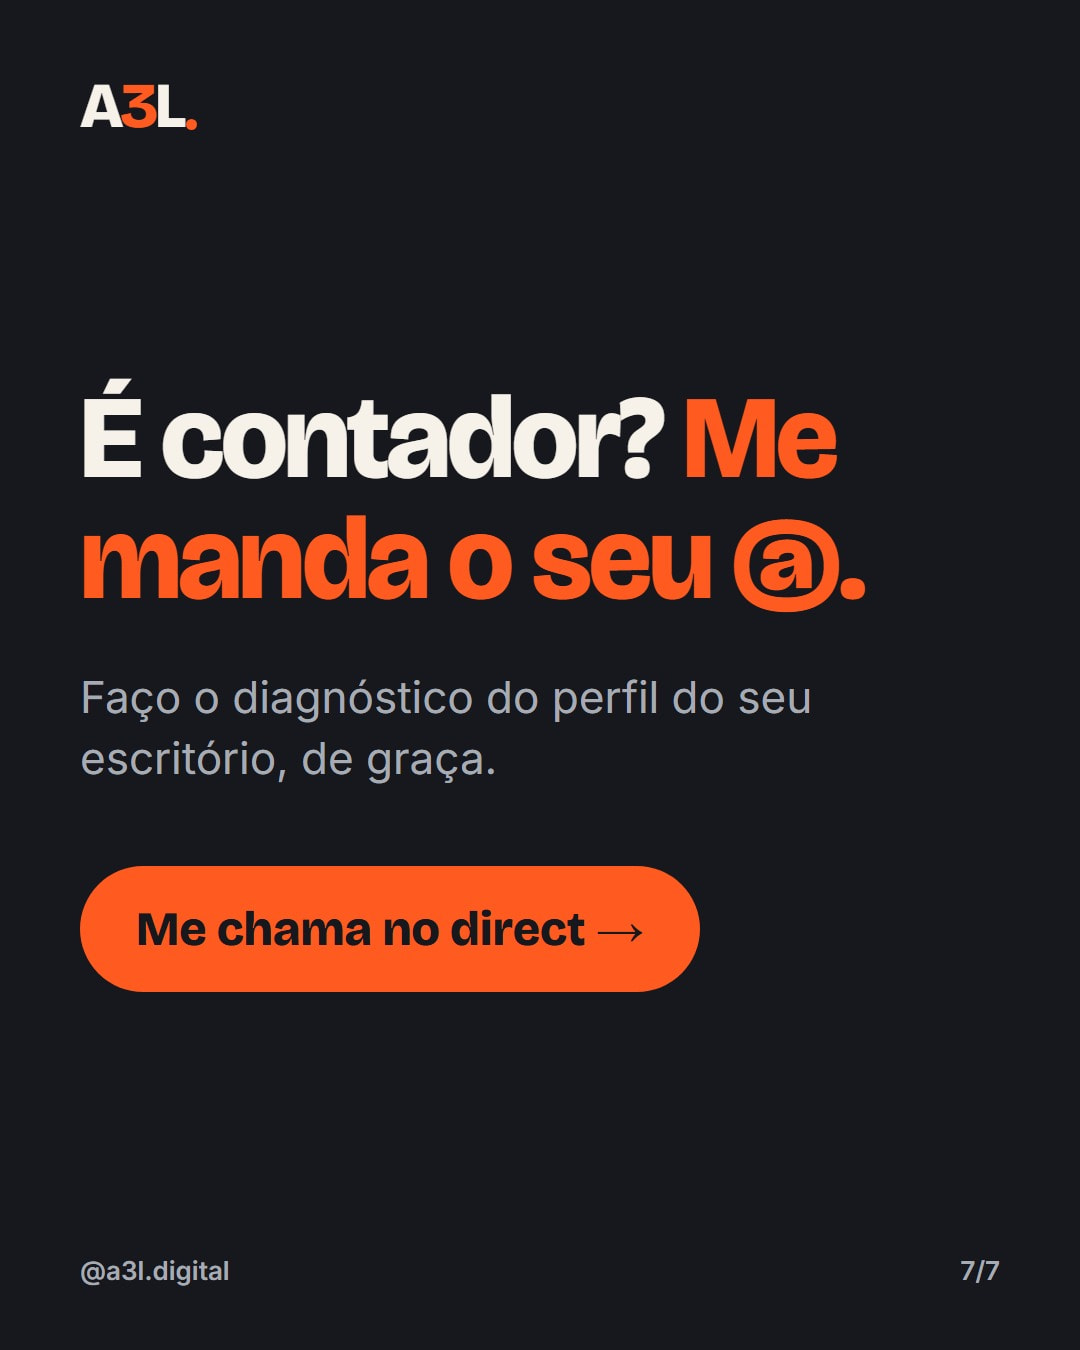 A3L.
É contador? Me
manda o seu @.
Faço o diagnóstico do perfil do seu
escritório, de graça.
Me chama no direct →
@a3l.digital
7/7